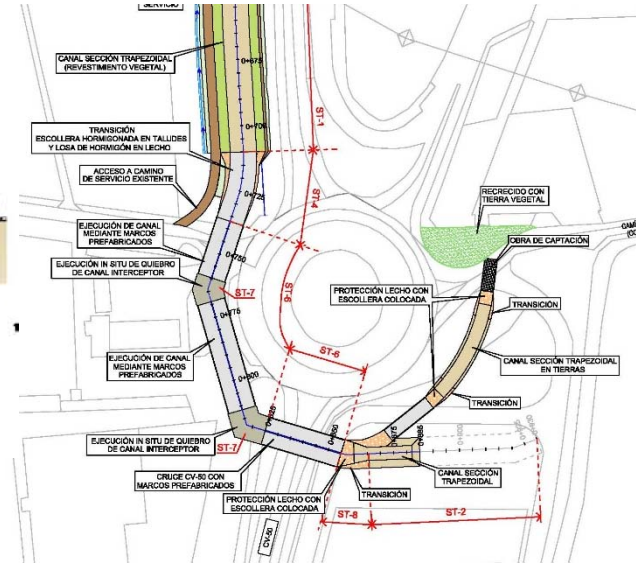 SERVICIO
CANAL SECCIÓN TRAPEZOIDAL
(REVESTIMIENTO VEGETAL)
0+675
ST-1
TRANSICIÓN
ESCOLLERA HORMIGONADA EN TALUDES
Y LOSA DE HORMIGÓN EN LECHO
0+700
ACCESO A CAMINO
DE SERVICIO EXISTENTE
0+725
ST-4
RECRECIDO CON
TIERRA VEGETAL
EJECUCIÓN DE CANAL
MEDIANTE MARCOS
PREFABRICADOS
0+750
OBRA DE CAPTACIÓN
EJECUCIÓN IN SITU DE QUIEBRO
DE CANAL INTERCEPTOR
ST-7
ST-6
PROTECCIÓN LECHO CON
ESCOLLERA COLOCADA
TRANSICIÓN
0+775
EJECUCIÓN DE CANAL
MEDIANTE MARCOS
PREFABRICADOS
ST-6
CANAL SECCIÓN TRAPEZOIDAL
EN TIERRAS
0+800
TRANSICIÓN
0+825
0+850
0+875
0+885
EJECUCIÓN IN SITU DE QUIEBRO
DE CANAL INTERCEPTOR
ST-7
CANAL SECCIÓN
TRAPEZOIDAL
CRUCE CV-50 CON
MARCOS PREFABRICADOS
TRANSICIÓN
PROTECCIÓN LECHO CON
ESCOLLERA COLOCADA
ST-8
ST-2
CV-50